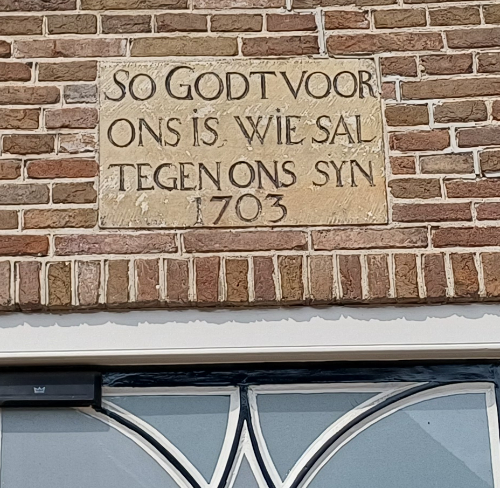 SO GODT VOOR
ONS iS WIE SAL
TEGEN ONS SYN
1703